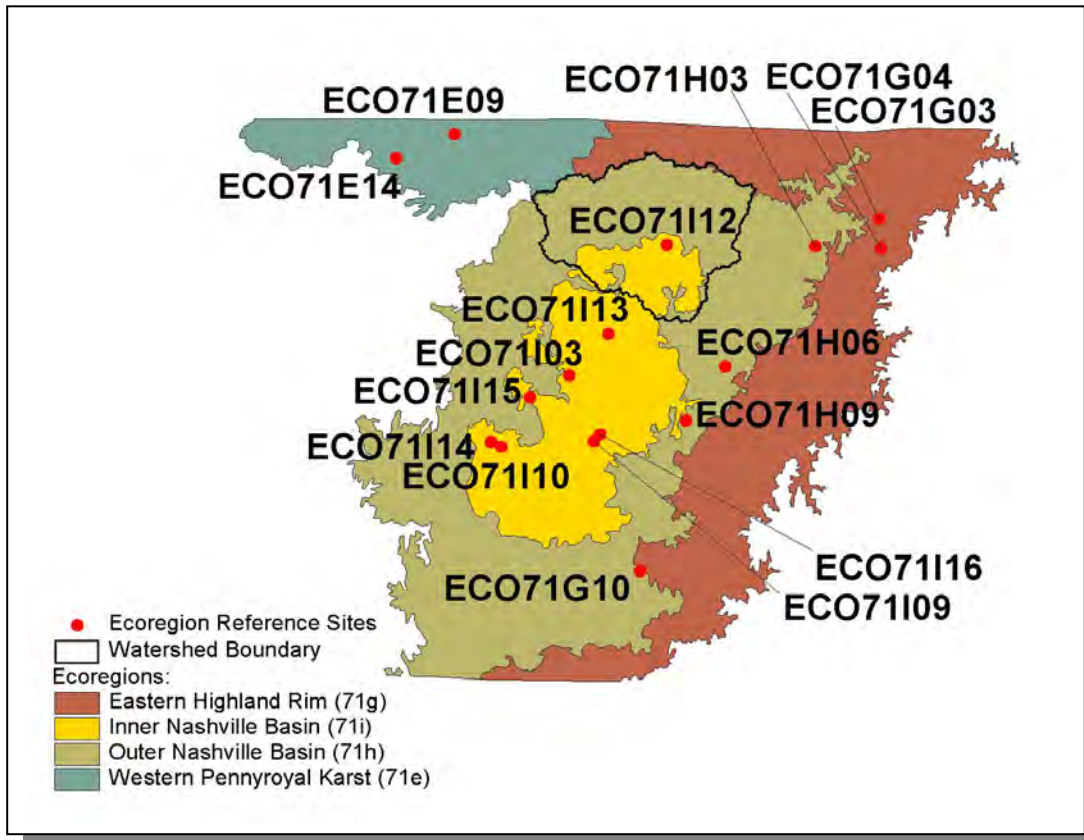 ECO71H03
ECO71G04
ECO71G03
ECO71E09
ECO71E14
ECO71I12
ECO71I13
ECO71I03
ECO71H06
ECO71I15
ECO71H09
ECO71I14
ECO71I10
ECO71I16
ECO71G10
ECO71I09
Ecoregion Reference Sites
Watershed Boundary
Ecoregions:
Eastern Highland Rim (71g)
Inner Nashville Basin (71i)
Outer Nashville Basin (71h)
Western Pennyroyal Karst (71e)